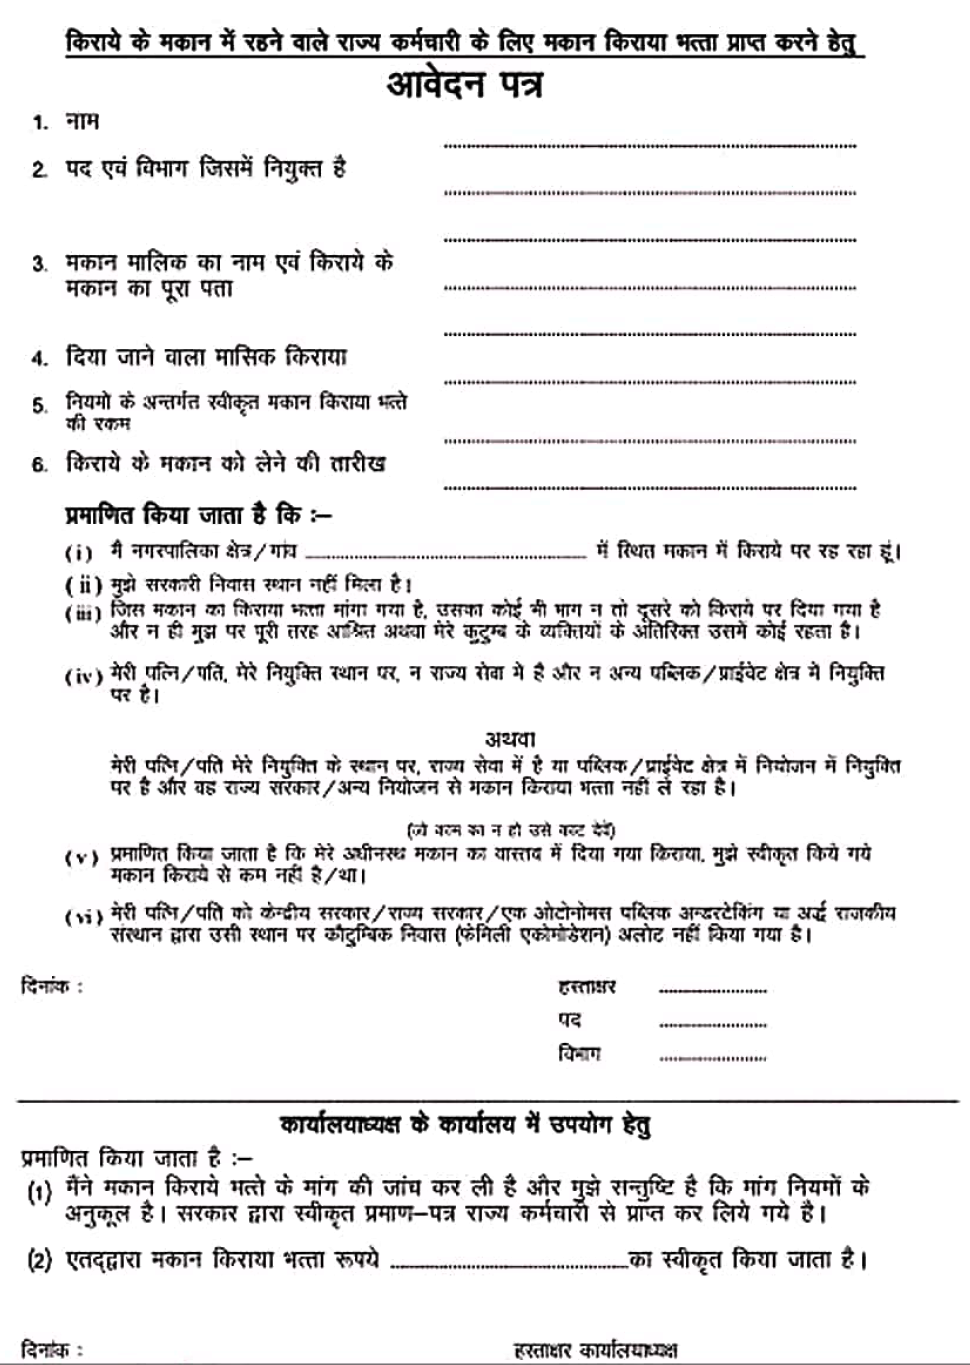 किराये के मकान में रहने वाले राज्य कर्मचारी के लिए मकान किराया भत्ता प्राप्त करने हेतु
आवेदन पत्र
1. नाम ........................................
2. पद एवं विभाग जिसमें नियुक्त है ........................................
........................................
3. मकान मालिक का नाम एवं किराये के
मकान का पूरा पता ........................................
........................................
4. दिया जाने वाला मासिक किराया ........................................
5. नियमो के अन्तर्गत स्वीकृत मकान किराया भत्ते
की रकम ........................................
6. किराये के मकान को लेने की तारीख ........................................
प्रमाणित किया जाता है कि :–
(i) मै नगरपालिका क्षेत्र/गांव ........................................ में स्थित मकान में किराये पर रह रहा हूं।
(ii) मुझे सरकारी निवास स्थान नहीं मिला है।
(iii) जिस मकान का किराया भत्ता मांगा गया है, उसका कोई भी भाग न तो दूसरे को किराये पर दिया गया है
और न ही मुझ पर पूरी तरह आश्रित अथवा मेरे कुटुम्ब के व्यक्तियों के अतिरिक्त उसमें कोई रहता है।
(iv) मेरी पत्नि/पति, मेरे नियुक्ति स्थान पर, न राज्य सेवा मे है और न अन्य पब्लिक/प्राईवेट क्षेत्र मे नियुक्ति
पर है।
अथवा
मेरी पत्नि/पति मेरे नियुक्ति के स्थान पर, राज्य सेवा में है या पब्लिक/प्राईवेट क्षेत्र में नियोजन में नियुक्ति
पर है और वह राज्य सरकार/अन्य नियोजन से मकान किराया भत्ता नहीं ले रहा है।
(जो काम का न हो उसे काट देवें)
(v) प्रमाणित किया जाता है कि मेरे अधीनस्थ मकान का वास्तव में दिया गया किराया, मुझे स्वीकृत किये गये
मकान किराये से कम नहीं है/था।
(vi) मेरी पत्नि/पति को केन्द्रीय सरकार/राज्य सरकार/एक ओटोनोमस पब्लिक अन्डरटेकिंग या अर्द्ध राजकीय
संस्थान द्वारा उसी स्थान पर कौटुम्बिक निवास (फेमिली एकोमोडेशन) अलोट नहीं किया गया है।
दिनांक : हस्ताक्षर ....................
पद ....................
विभाग ....................
कार्यालयाध्यक्ष के कार्यालय में उपयोग हेतु
प्रमाणित किया जाता है :–
(1) मैंने मकान किराये भत्ते के मांग की जांच कर ली है और मुझे सन्तुष्टि है कि मांग नियमों के
अनुकूल है। सरकार द्वारा स्वीकृत प्रमाण–पत्र राज्य कर्मचारी से प्राप्त कर लिये गये है।
(2) एतद्द्वारा मकान किराया भत्ता रूपये ........................................का स्वीकृत किया जाता है।
दिनांक : हस्ताक्षर कार्यालयाध्यक्ष